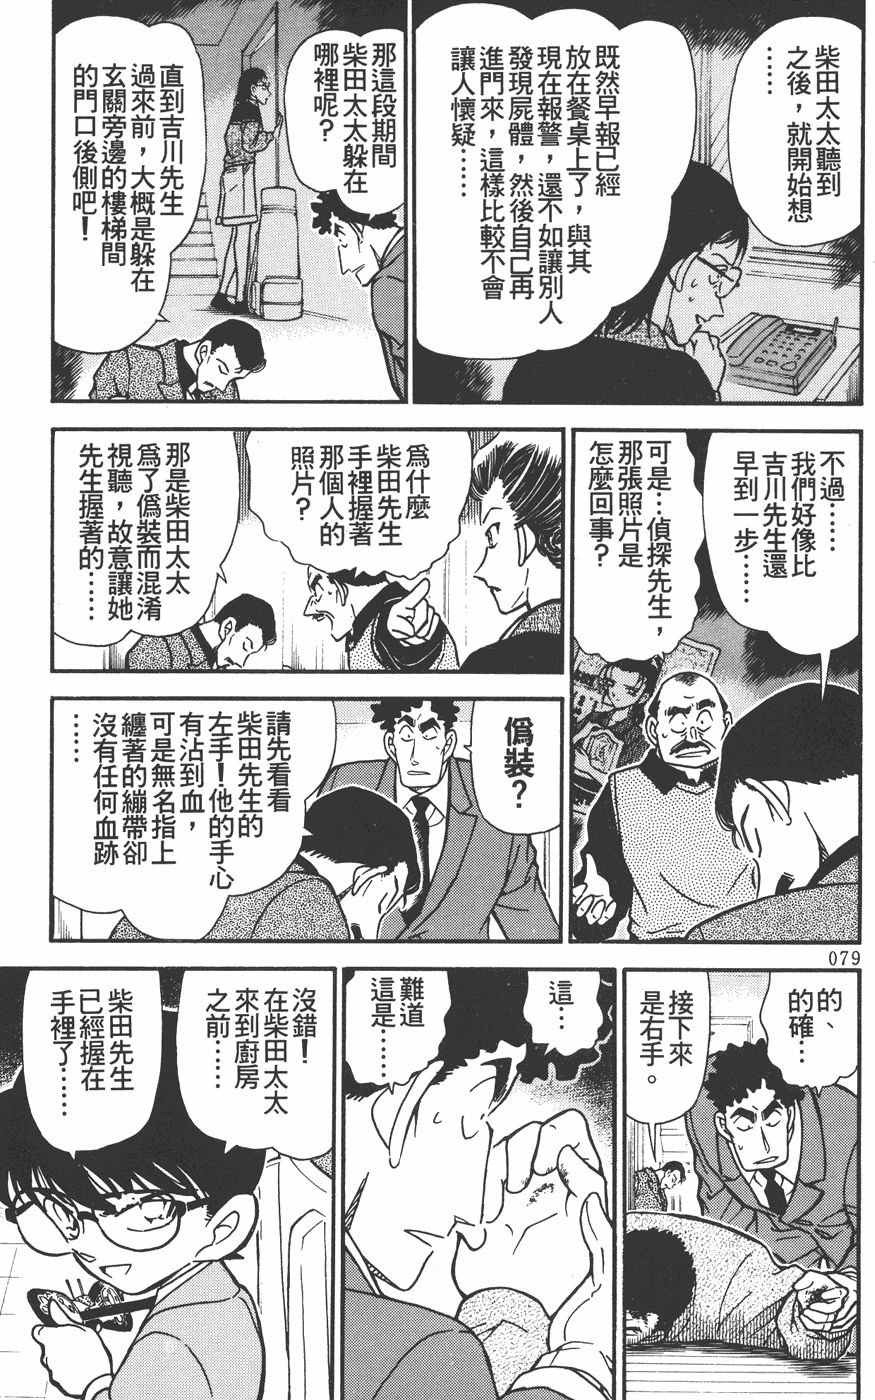 柴田太太聽到
之後，就開始想
……
既然早報已經
放在餐桌上了，與其
現在報警，還不如讓別人
發現屍體，然後自己再
進門來，這樣比較不會
讓人懷疑……
那這段期間
柴田太太躲在
哪裡呢？
直到吉川先生
過來前，大概是躲在
玄關旁邊的樓梯間
的門口後側吧！
不過……
我們好像比
吉川先生還
早到一步……
可是…偵探先生，
那張照片是
怎麼回事？
為什麼
柴田先生
手裡握著
那個人的
照片？
那是柴田太太
為了偽裝而混淆
視聽，故意讓她
先生握著的……
偽裝？
請先看看
柴田先生的
左手！他的手心
有沾到血，
可是無名指上
纏著的繃帶卻
沒有任何血跡
……
079
的、
的確…
接下來
是右手。
這…
難道
這是……
沒錯！
在柴田太太
來到廚房
之前……
柴田先生
已經握在
手裡了……